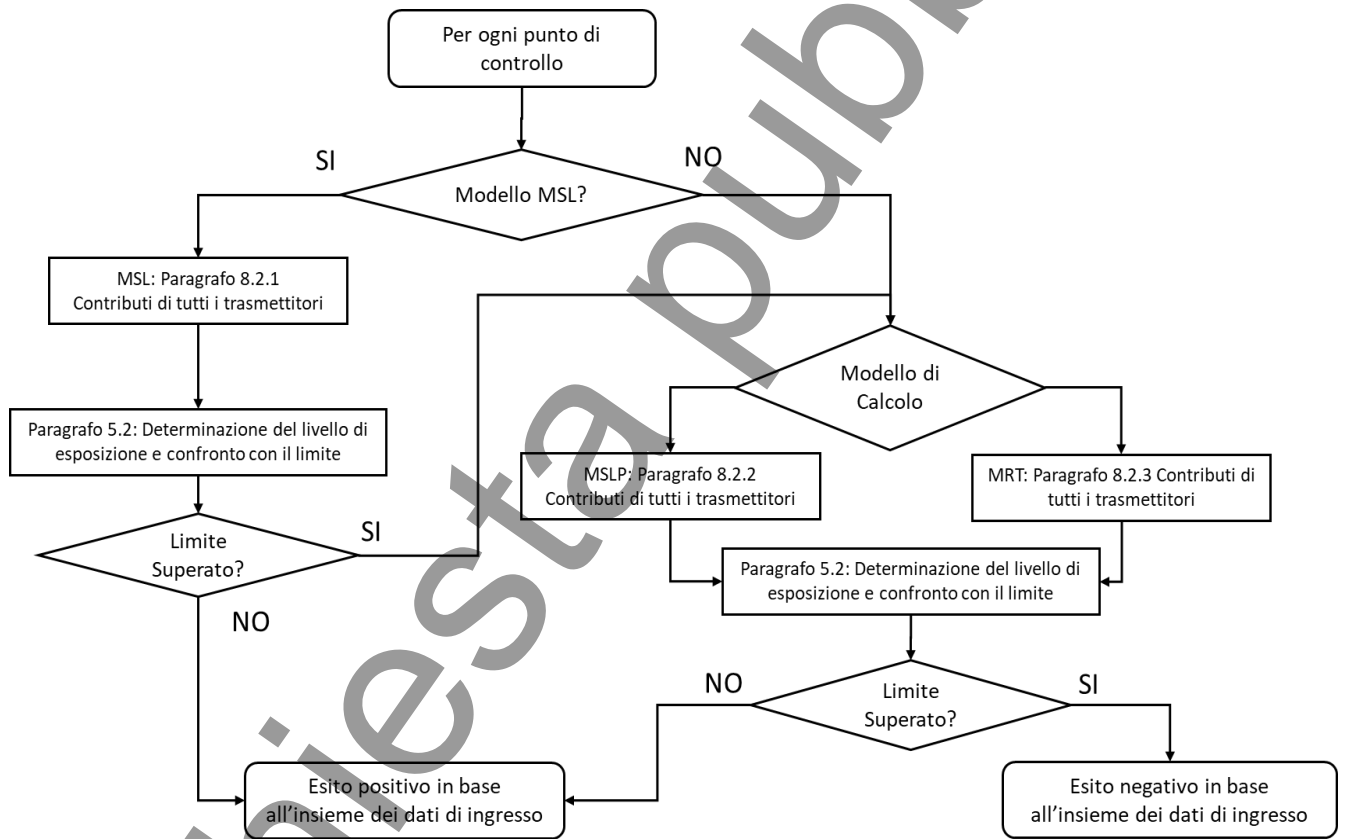 Per ogni punto di
controllo
SI
NO
Modello MSL?
MSL: Paragrafo 8.2.1
Contributi di tutti i trasmettitori
Modello di
Calcolo
Paragrafo 5.2: Determinazione del livello di
esposizione e confronto con il limite
MSLP: Paragrafo 8.2.2
Contributi di tutti i trasmettitori
MRT: Paragrafo 8.2.3 Contributi di
tutti i trasmettitori
Limite
Superato?
SI
NO
Paragrafo 5.2: Determinazione del livello di
esposizione e confronto con il limite
NO
SI
Limite
Superato?
Esito positivo in base
all'insieme dei dati di ingresso
Esito negativo in base
all'insieme dei dati di ingresso
niesta pubb